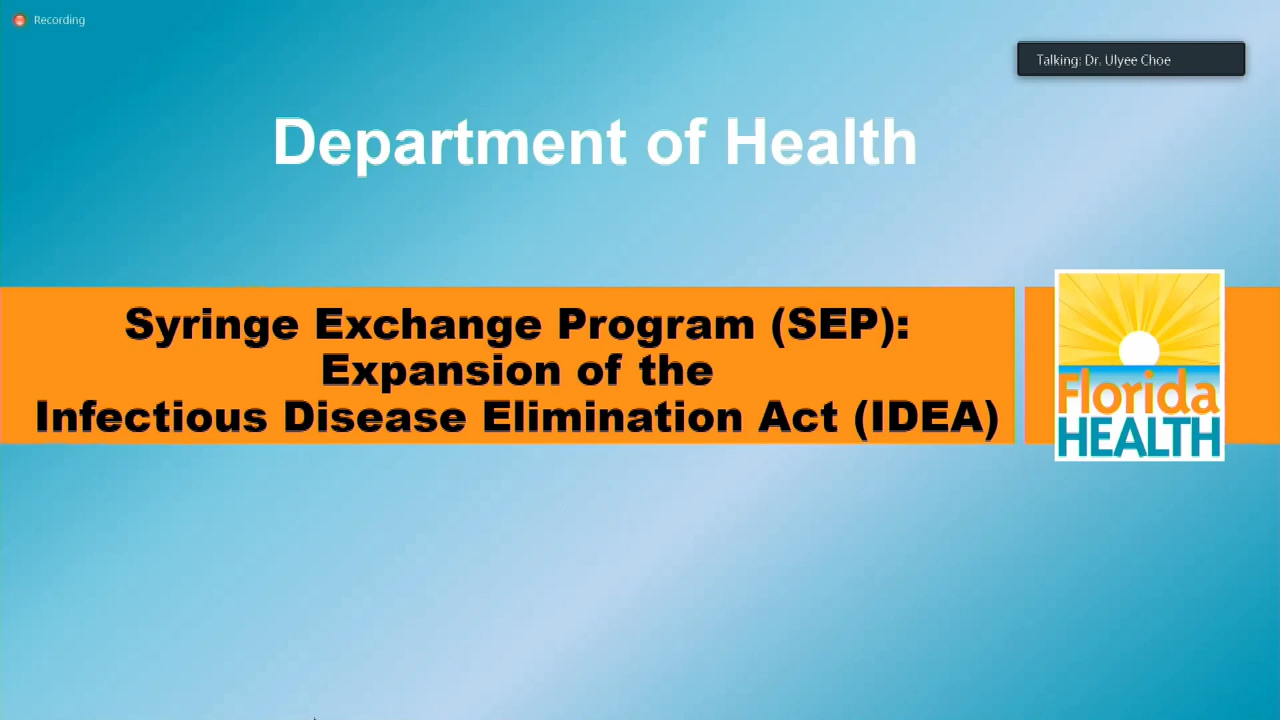 Recording
Talking: Dr. Ulyee Choe
Department of Health
Syringe Exchange Program (SEP):
Expansion of the
Infectious Disease Elimination Act (IDEA)
Florida
HEALTH